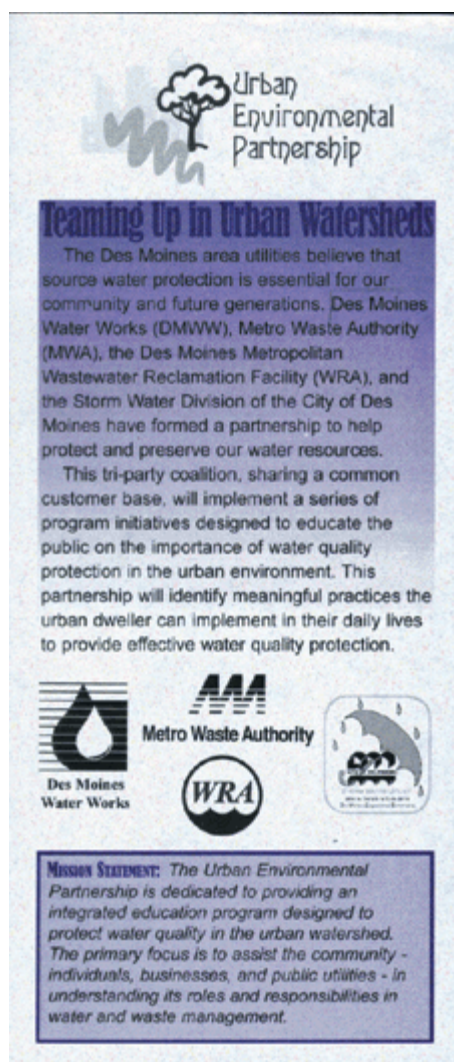 Urban
Environmental
Partnership
Teaming Up in Urban Watersheds
The Des Moines area utilities believe that
source water protection is essential for our
community and future generations. Des Moines
Water Works (DMWW), Metro Waste Authority
(MWA), the Des Moines Metropolitan
Wastewater Reclamation Facility (WRA), and
the Storm Water Division of the City of Des
Moines have formed a partnership to help
protect and preserve our water resources.
This tri-party coalition, sharing a common
customer base, will implement a series of
program initiatives designed to educate the
public on the importance of water quality
protection in the urban environment. This
partnership will identify meaningful practices the
urban dweller can implement in their daily lives
to provide effective water quality protection.
Metro Waste Authority
Des Moines
Water Works
WRA
MISSION STATEMENT: The Urban Environmental
Partnership is dedicated to providing an
integrated education program designed to
protect water quality in the urban watershed.
The primary focus is to assist the community -
individuals, businesses, and public utilities - in
understanding its roles and responsibilities in
water and waste management.